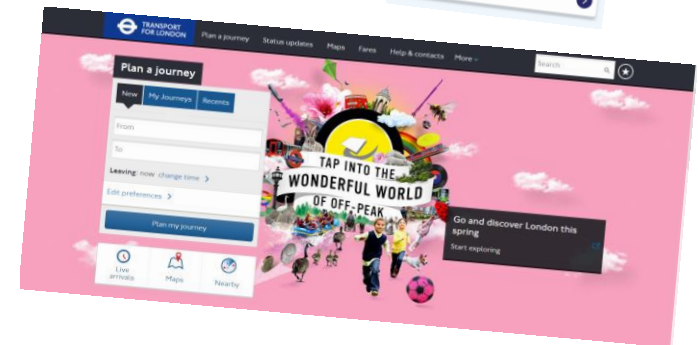 TRANSPORT
FOR LONDON
Plan a journey
Status updates
Maps
Fares
Help & contacts
More
Search
Plan a journey
New
My Journeys
Recents
From
To
Leaving: now change time
Edit preferences
Plan my journey
Live
arrivals
Maps
Nearby
TAP INTO THE
WONDERFUL WORLD
OF OFF-PEAK
Go and discover London this
spring
Start exploring